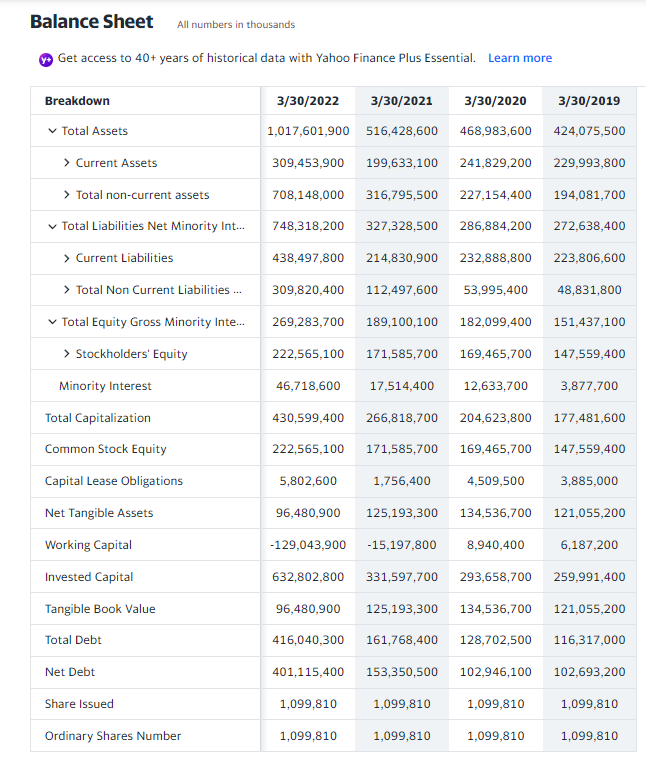 Balance Sheet All numbers in thousands
y+ Get access to 40+ years of historical data with Yahoo Finance Plus Essential. Learn more
Breakdown 3/30/2022 3/30/2021 3/30/2020 3/30/2019
Total Assets 1,017,601,900 516,428,600 468,983,600 424,075,500
Current Assets 309,453,900 199,633,100 241,829,200 229,993,800
Total non-current assets 708,148,000 316,795,500 227,154,400 194,081,700
Total Liabilities Net Minority Int... 748,318,200 327,328,500 286,884,200 272,638,400
Current Liabilities 438,497,800 214,830,900 232,888,800 223,806,600
Total Non Current Liabilities ... 309,820,400 112,497,600 53,995,400 48,831,800
Total Equity Gross Minority Inte... 269,283,700 189,100,100 182,099,400 151,437,100
Stockholders' Equity 222,565,100 171,585,700 169,465,700 147,559,400
Minority Interest 46,718,600 17,514,400 12,633,700 3,877,700
Total Capitalization 430,599,400 266,818,700 204,623,800 177,481,600
Common Stock Equity 222,565,100 171,585,700 169,465,700 147,559,400
Capital Lease Obligations 5,802,600 1,756,400 4,509,500 3,885,000
Net Tangible Assets 96,480,900 125,193,300 134,536,700 121,055,200
Working Capital -129,043,900 -15,197,800 8,940,400 6,187,200
Invested Capital 632,802,800 331,597,700 293,658,700 259,991,400
Tangible Book Value 96,480,900 125,193,300 134,536,700 121,055,200
Total Debt 416,040,300 161,768,400 128,702,500 116,317,000
Net Debt 401,115,400 153,350,500 102,946,100 102,693,200
Share Issued 1,099,810 1,099,810 1,099,810 1,099,810
Ordinary Shares Number 1,099,810 1,099,810 1,099,810 1,099,810